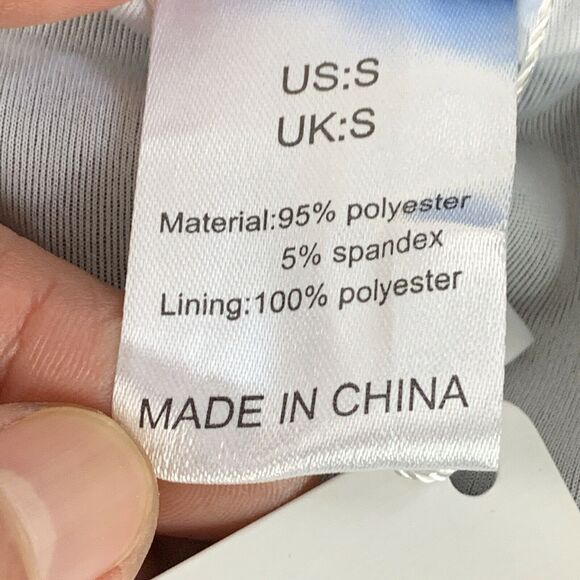 US:S
UK:S
Material:95% polyester
5% spandex
Lining:100% polyester
MADE IN CHINA